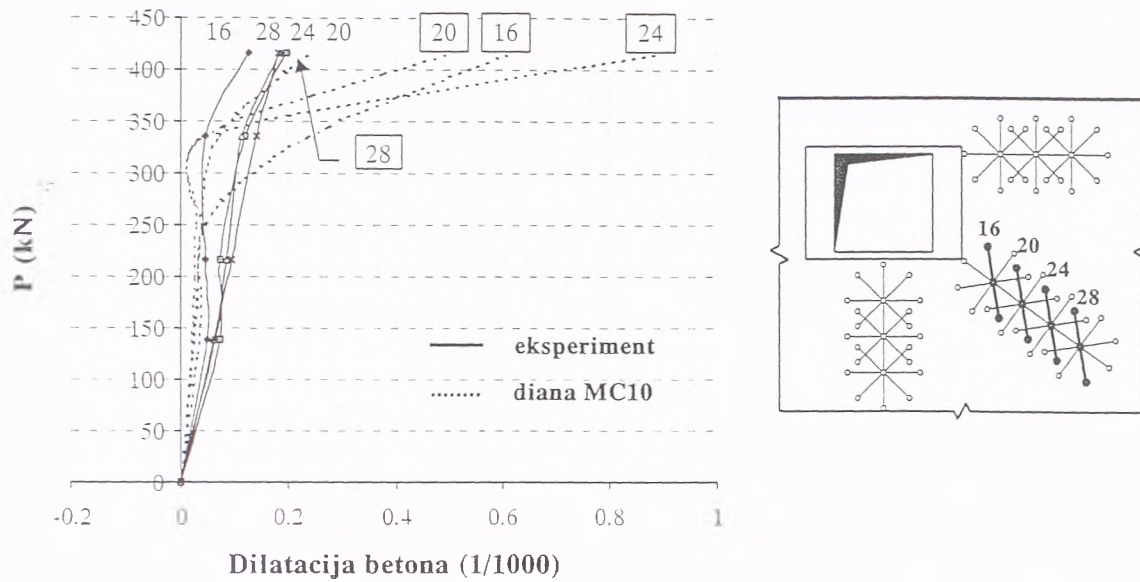 450
16 28 24 20 20 16 24
400
350
300
28
250
200
150
100
50
0
P (kN)
eksperiment
diana MC10
-0.2 0 0.2 0.4 0.6 0.8 1
Dilatacija betona (1/1000)
16
20
24
28